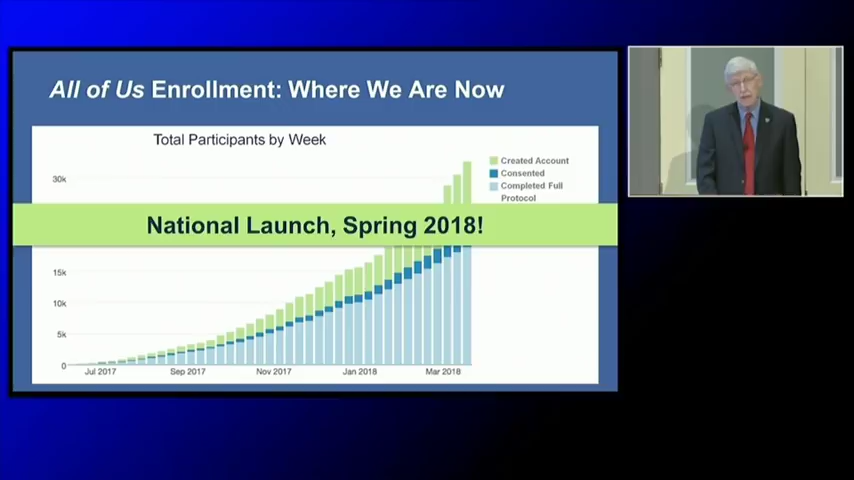 All of Us Enrollment: Where We Are Now
Total Participants by Week
Created Account
Consented
Completed Full
Protocol
30k
National Launch, Spring 2018!
15k
10k
5k
0
Jul 2017
Sep 2017
Nov 2017
Jan 2018
Mar 2018